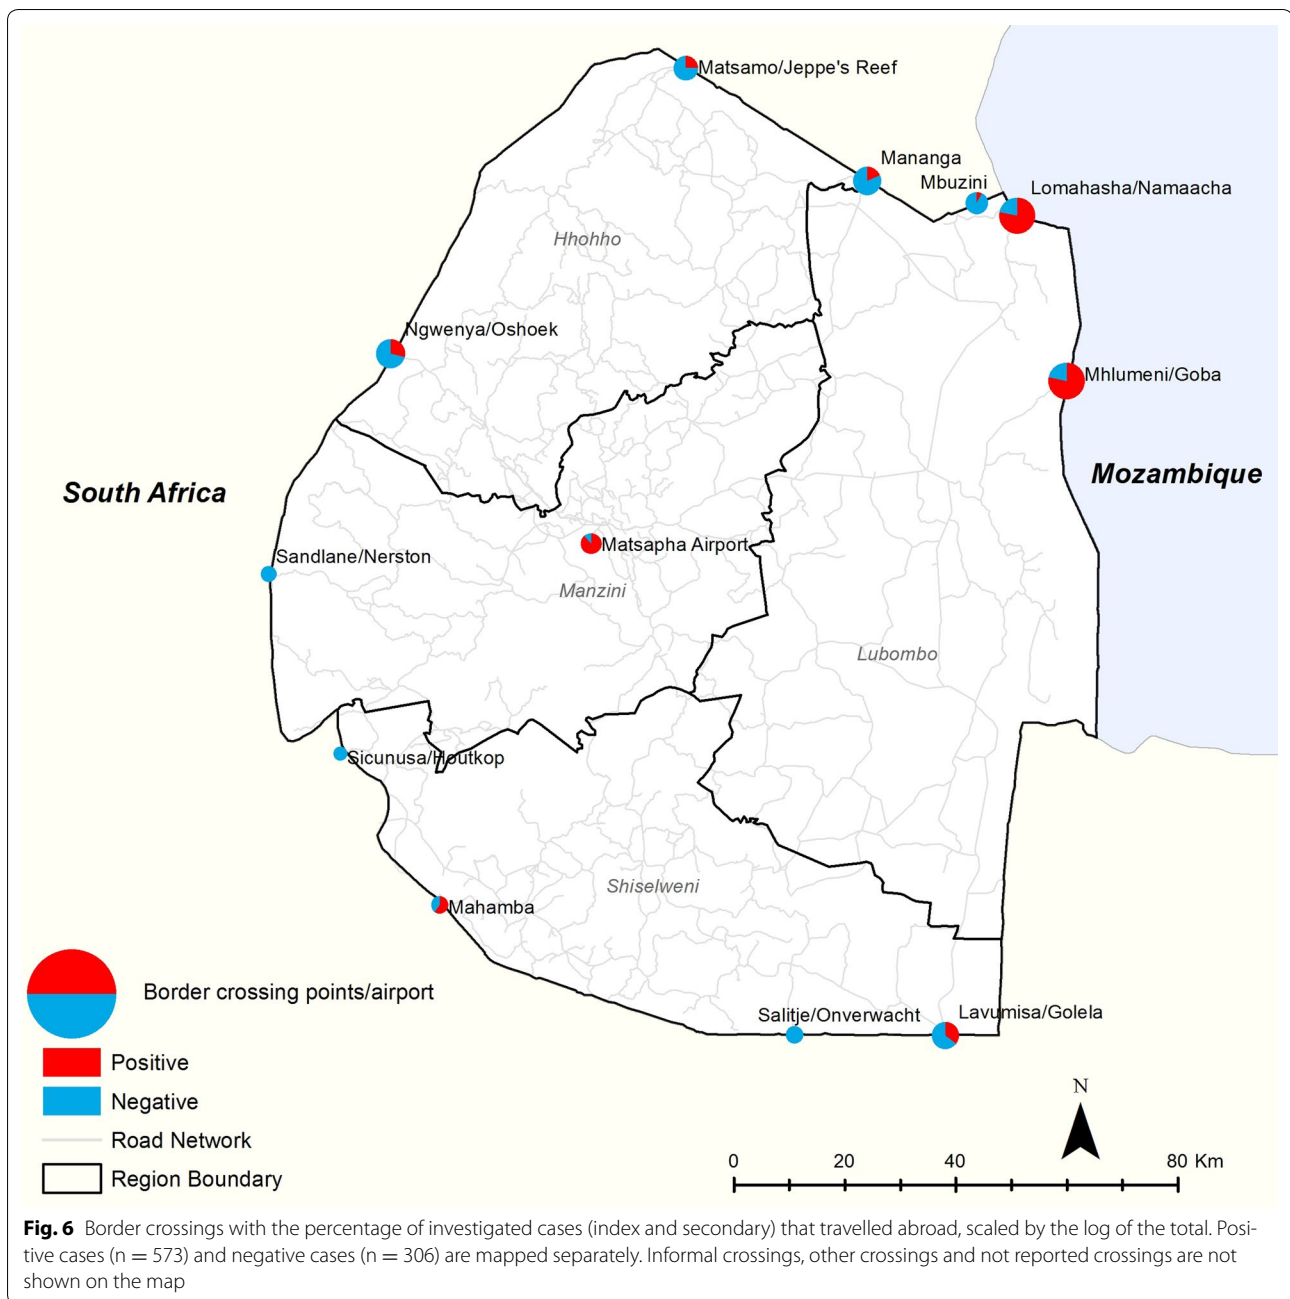 Matsamo/Jeppe's Reef
Mananga
Mbuzini
Lomahasha/Namaacha
Hhohho
Ngwenya/Oshoek
Mhlumeni/Goba
Mozambique
South Africa
Matsapha Airport
Sandlane/Nerston
Manzini
Lubombo
Sicunusa/Houtkop
Shiselweni
Mahamba
Salitje/Onverwacht
Lavumisa/Golela
Border crossing points/airport
Positive
Negative
Road Network
Region Boundary
N
0 20 40 80 Km
Fig. 6 Border crossings with the percentage of investigated cases (index and secondary) that travelled abroad, scaled by the log of the total. Posi-
tive cases (n = 573) and negative cases (n = 306) are mapped separately. Informal crossings, other crossings and not reported crossings are not
shown on the map